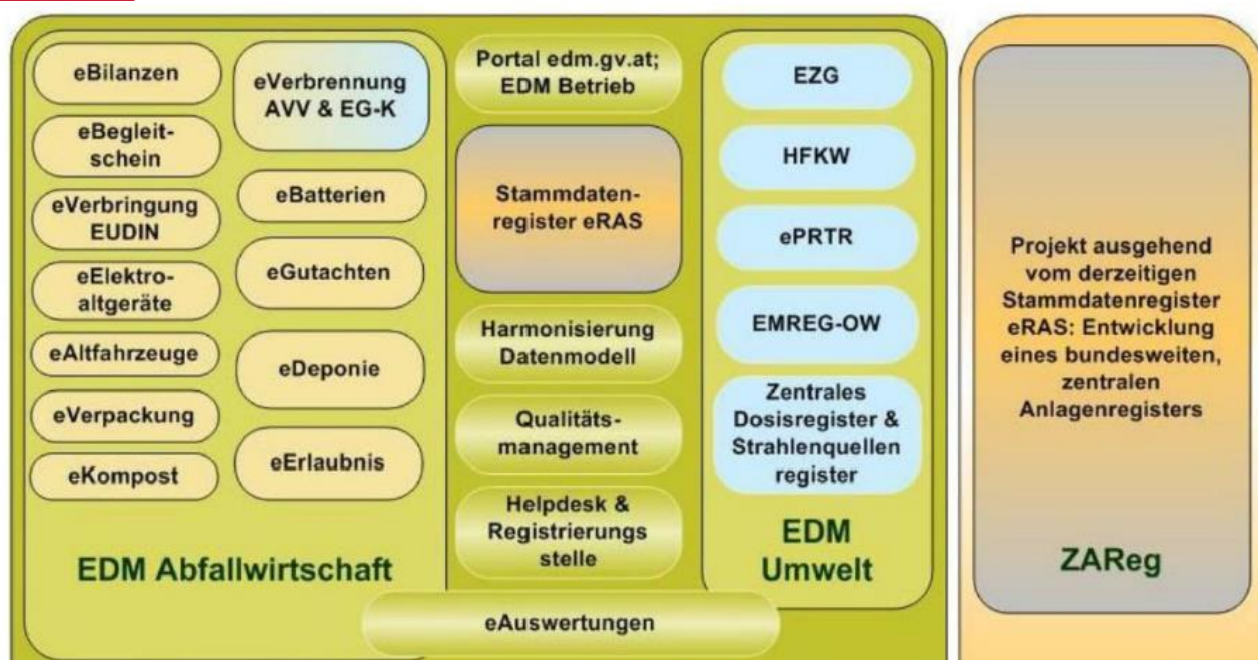 eBilanzen
eBegleit-
schein
eVerbringung
EUDIN
eElektro-
altgeräte
eAltfahrzeuge
eVerpackung
eKompost
eVerbrennung
AVV & EG-K
eBatterien
eGutachten
eDeponie
eErlaubnis
EDM Abfallwirtschaft
Portal edm.gv.at;
EDM Betrieb
Stammdaten-
register eRAS
Harmonisierung
Datenmodell
Qualitäts-
management
Helpdesk &
Registrierungs
stelle
eAuswertungen
EZG
HFKW
ePRTR
EMREG-OW
Zentrales
Dosisregister &
Strahlenquellen
register
EDM
Umwelt
Projekt ausgehend
vom derzeitigen
Stammdatenregister
eRAS: Entwicklung
eines bundesweiten,
zentralen
Anlagenregisters
ZAReg